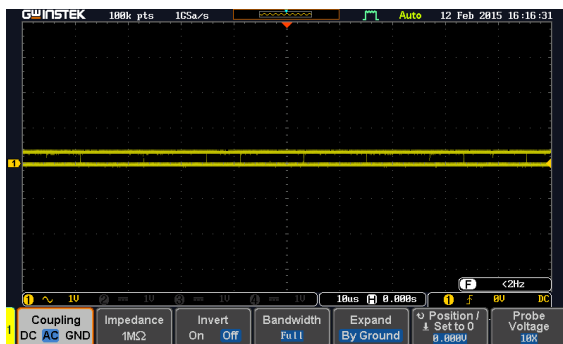 GWINSTEK 100k pts 1GSa/s Auto 12 Feb 2015 16:16:31
1
F <2Hz
1 1V 2 1V 3 1V 4 1V 10us H 0.000s 1 0V DC
1
Coupling Impedance Invert Bandwidth Expand Position / Probe
Set to 0 Voltage
DC AC GND 1MΩ On Off Full By Ground 0.000V 10X